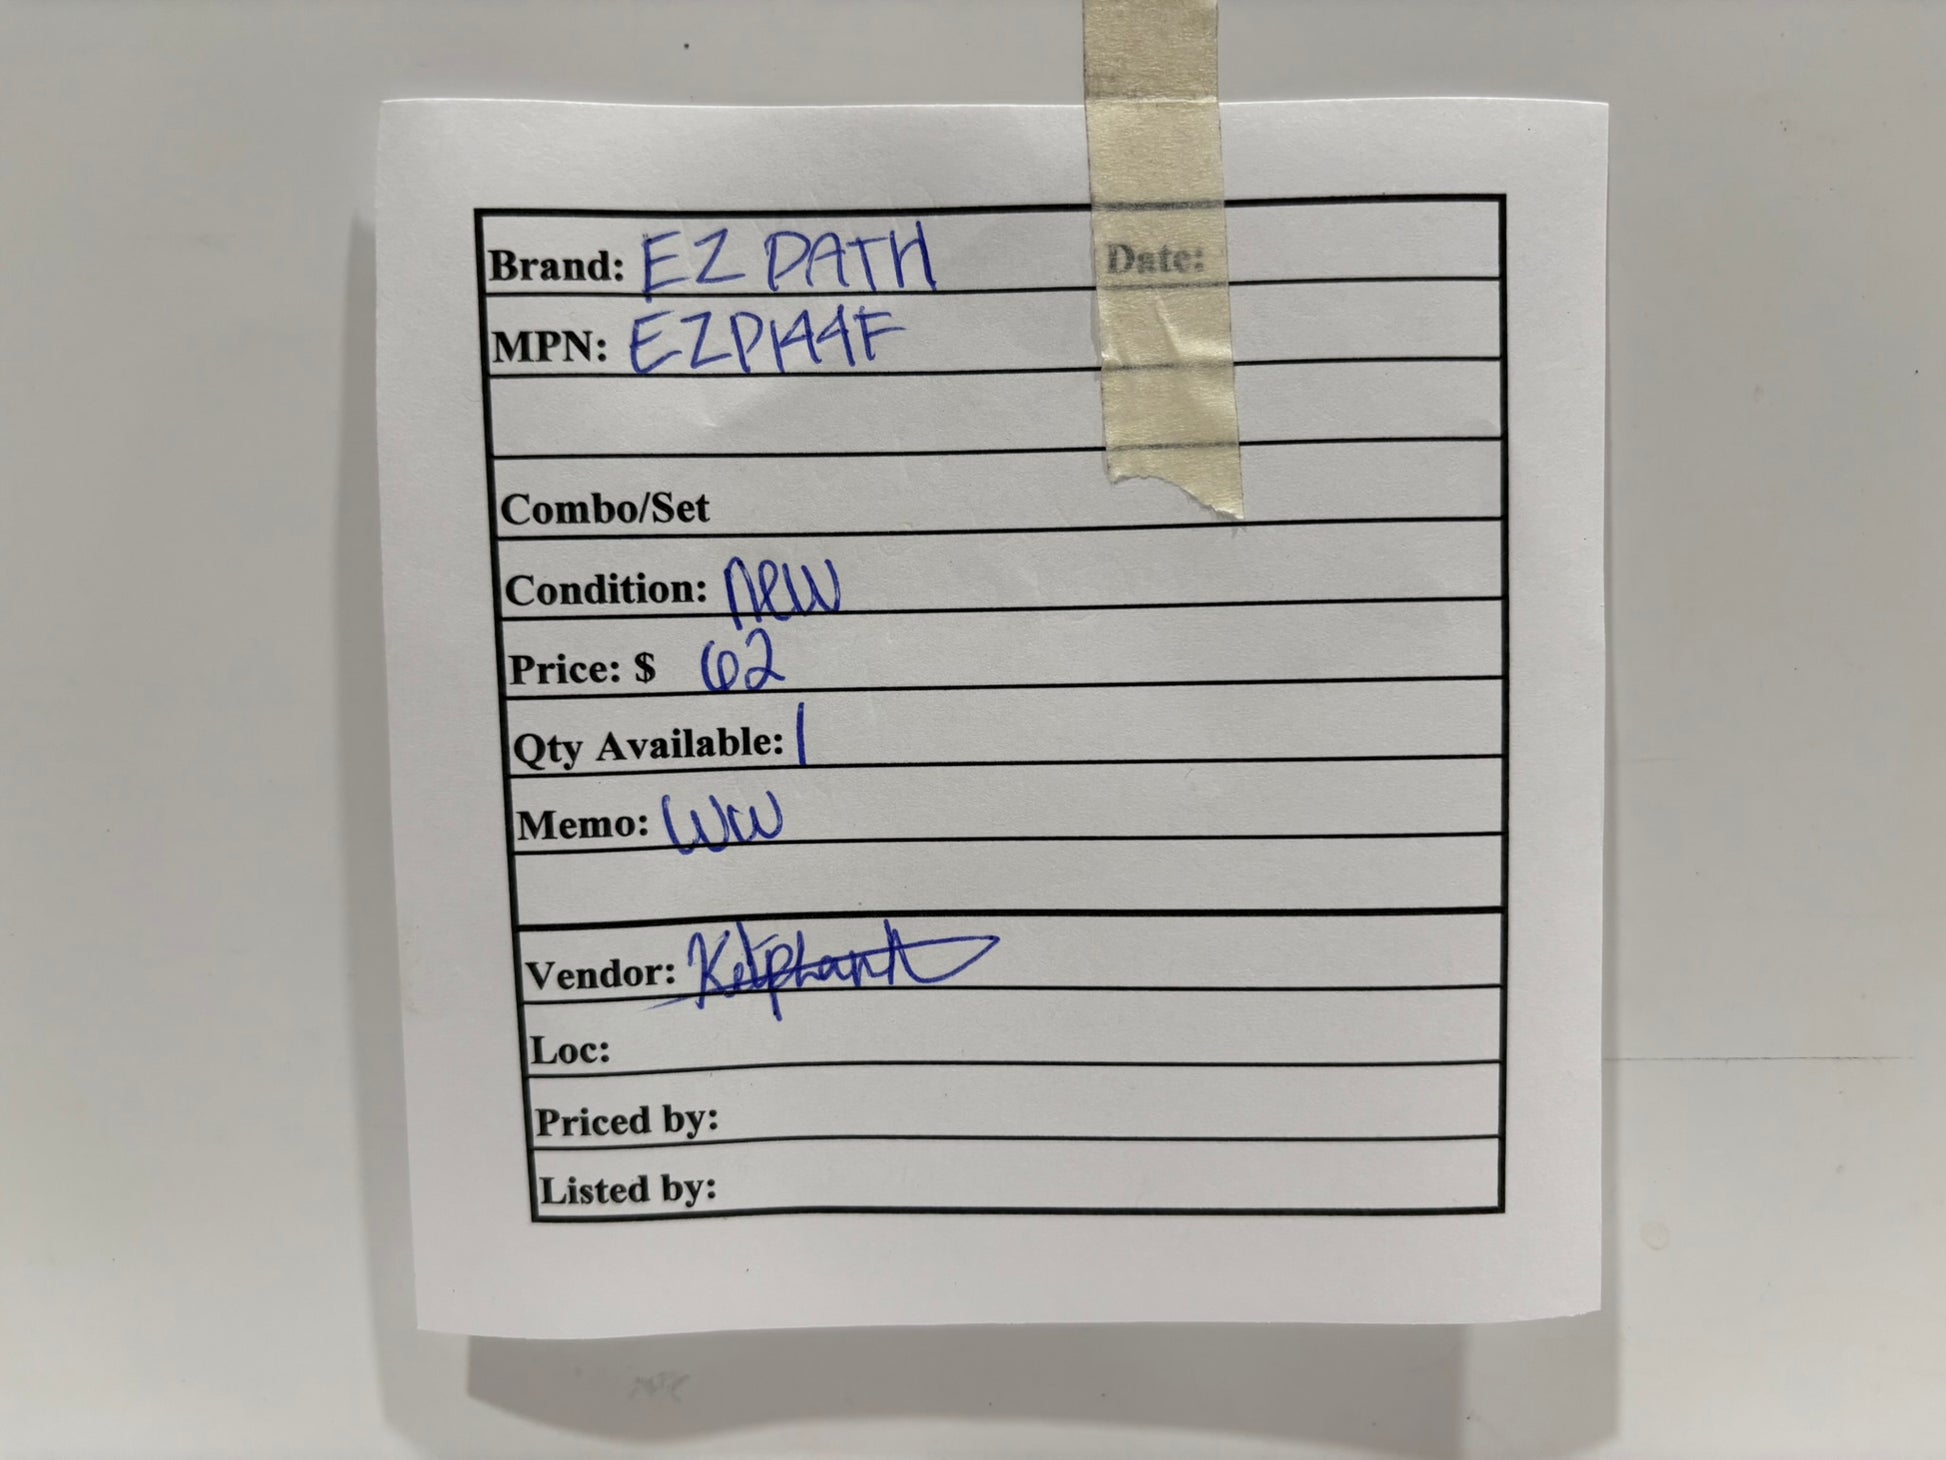 Brand: EZ PATH Date:
MPN: EZP144F
Combo/Set
Condition: new
Price: $ 62
Qty Available: 1
Memo: WW
Vendor:
Loc:
Priced by:
Listed by: